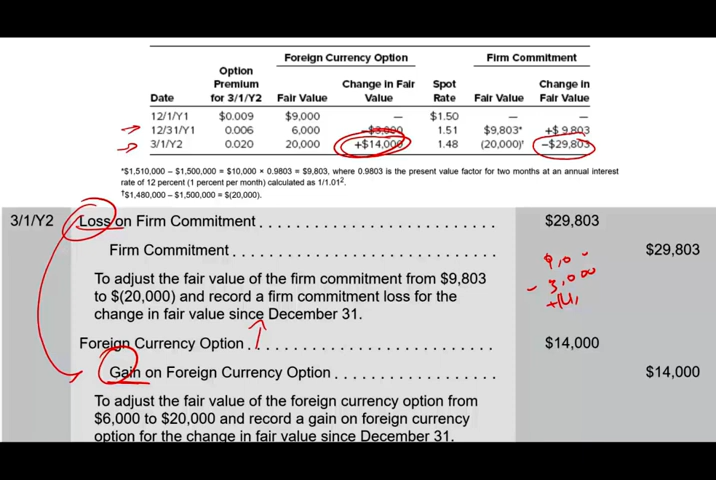 Foreign Currency Option Firm Commitment
Option
Premium Change in Fair Spot Change in
Date for 3/1/Y2 Fair Value Value Rate Fair Value Fair Value
12/1/Y1 $0.009 $9,000 — $1.50 — —
12/31/Y1 0.006 6,000 –$3,000 1.51 $9,803* +$ 9,803
3/1/Y2 0.020 20,000 +$14,000 1.48 (20,000)† –$29,803
*$1,510,000 – $1,500,000 = $10,000 × 0.9803 = $9,803, where 0.9803 is the present value factor for two months at an annual interest
rate of 12 percent (1 percent per month) calculated as 1/1.01².
†$1,480,000 – $1,500,000 = $(20,000).
3/1/Y2 Loss on Firm Commitment . . . . . . . . . . . . . . . . . . . . . . . . . $29,803
Firm Commitment . . . . . . . . . . . . . . . . . . . . . . . . . . . $29,803
To adjust the fair value of the firm commitment from $9,803
to $(20,000) and record a firm commitment loss for the
change in fair value since December 31.
- 3,000
Foreign Currency Option . . . . . . . . . . . . . . . . . . . . . . . . . $14,000
Gain on Foreign Currency Option . . . . . . . . . . . . . . . . . $14,000
To adjust the fair value of the foreign currency option from
$6,000 to $20,000 and record a gain on foreign currency
option for the change in fair value since December 31.